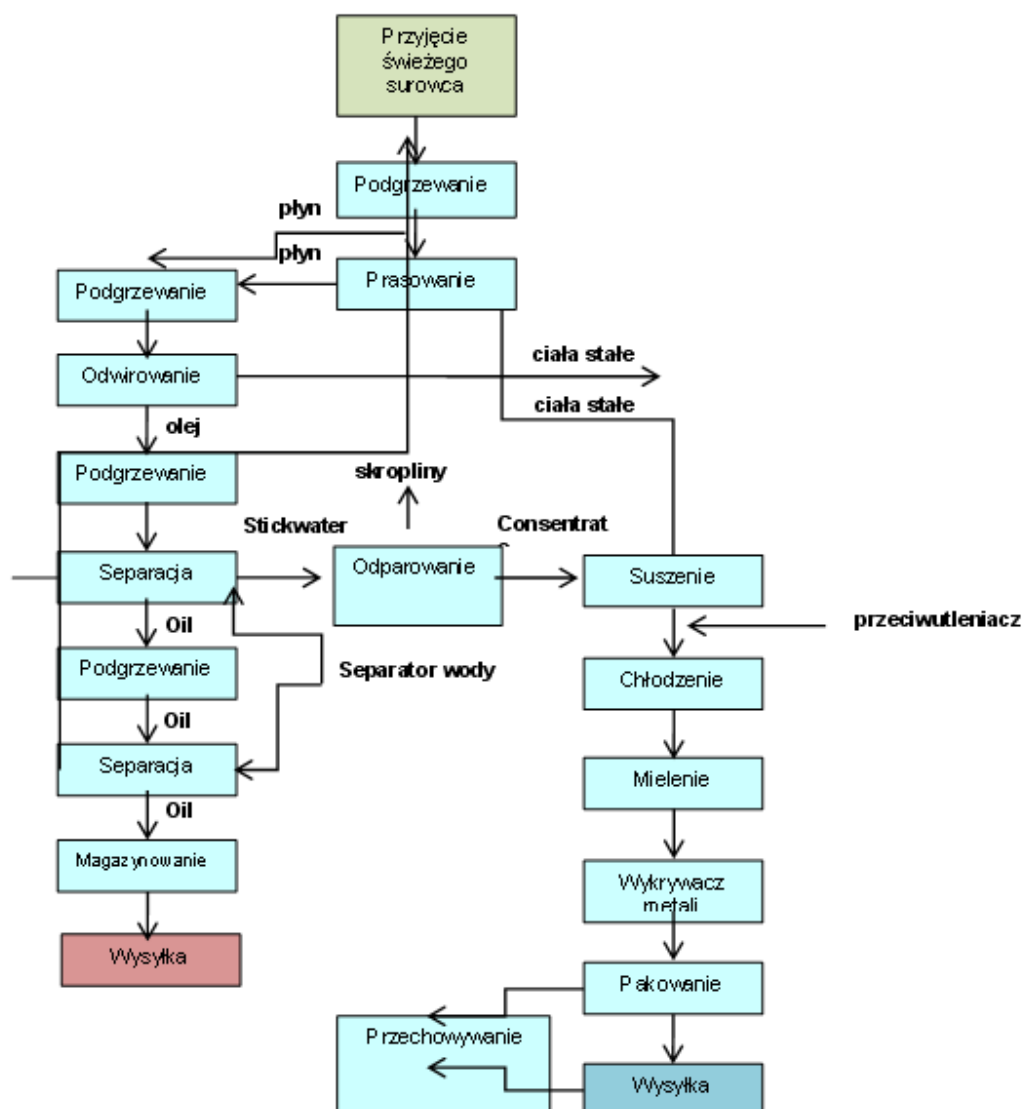 Przyjęcie
świeżego
surowca
Podgrzewanie
płyn
płyn
Podgrzewanie
Prasowanie
ciała stałe
Odwirowanie
ciała stałe
olej
Podgrzewanie
skropliny
Stickwater
Consentrat
Separacja
Odparowanie
Suszenie
Oil
przeciwutleniacz
Podgrzewanie
Separator wody
Chłodzenie
Oil
Separacja
Mielenie
Oil
Magazynowanie
Wykrywacz
metali
Wysyłka
Pakowanie
Przechowywanie
Wysyłka